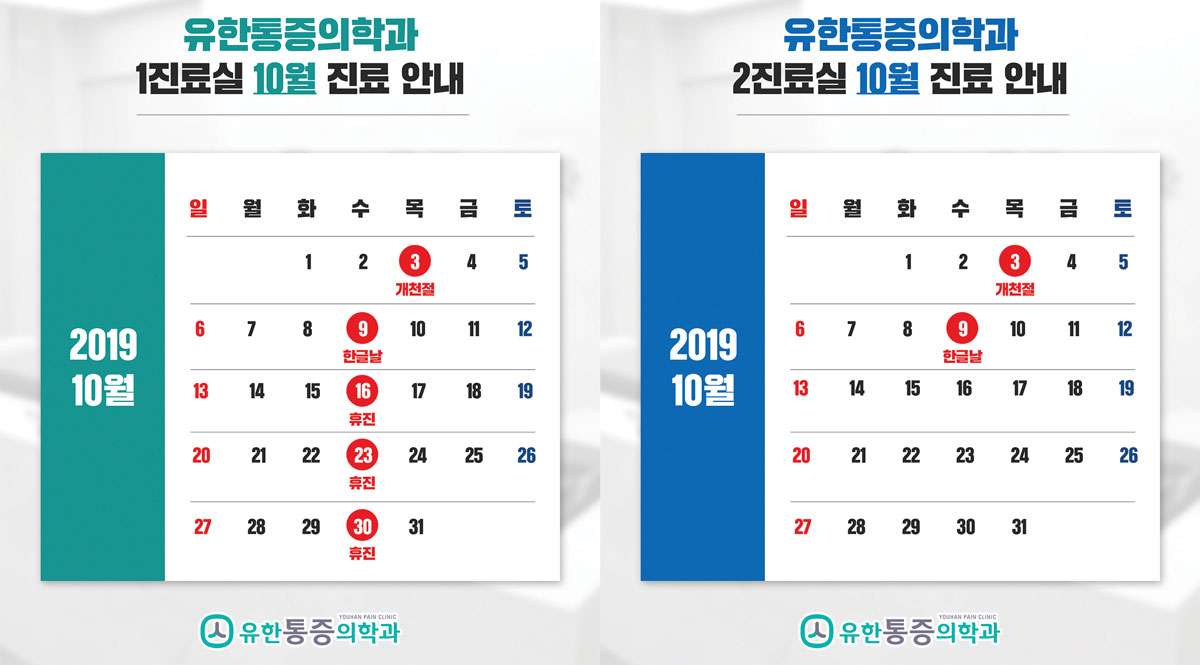 유한통증의학과
1진료실 10월 진료 안내
2019
10월
일 월 화 수 목 금 토
1 2 3 4 5
개천절
6 7 8 9 10 11 12
한글날
13 14 15 16 17 18 19
휴진
20 21 22 23 24 25 26
휴진
27 28 29 30 31
휴진
YOUHAN PAIN CLINIC
유한통증의학과
유한통증의학과
2진료실 10월 진료 안내
2019
10월
일 월 화 수 목 금 토
1 2 3 4 5
개천절
6 7 8 9 10 11 12
한글날
13 14 15 16 17 18 19
20 21 22 23 24 25 26
27 28 29 30 31
YOUHAN PAIN CLINIC
유한통증의학과